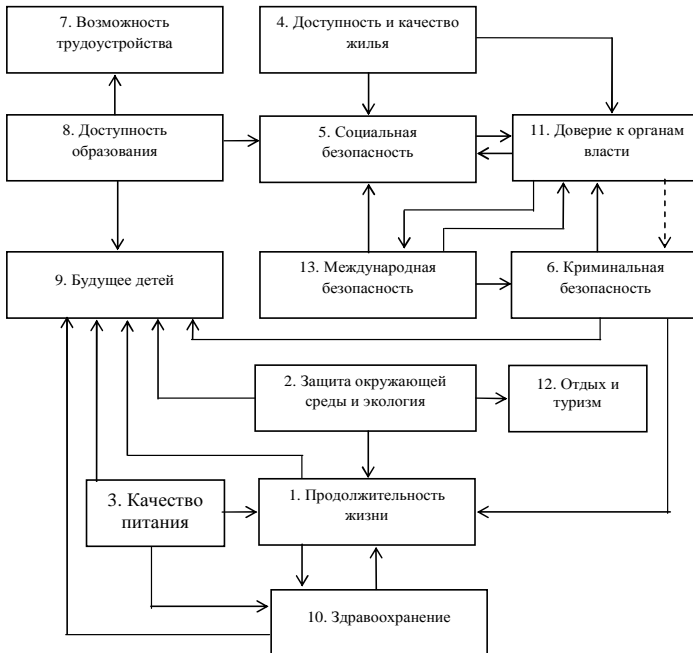 7. Возможность
трудоустройства
4. Доступность и качество
жилья
8. Доступность
образования
5. Социальная
безопасность
11. Доверие к органам
власти
9. Будущее детей
13. Международная
безопасность
6. Криминальная
безопасность
2. Защита окружающей
среды и экология
12. Отдых и
туризм
3. Качество
питания
1. Продолжительность
жизни
10. Здравоохранение